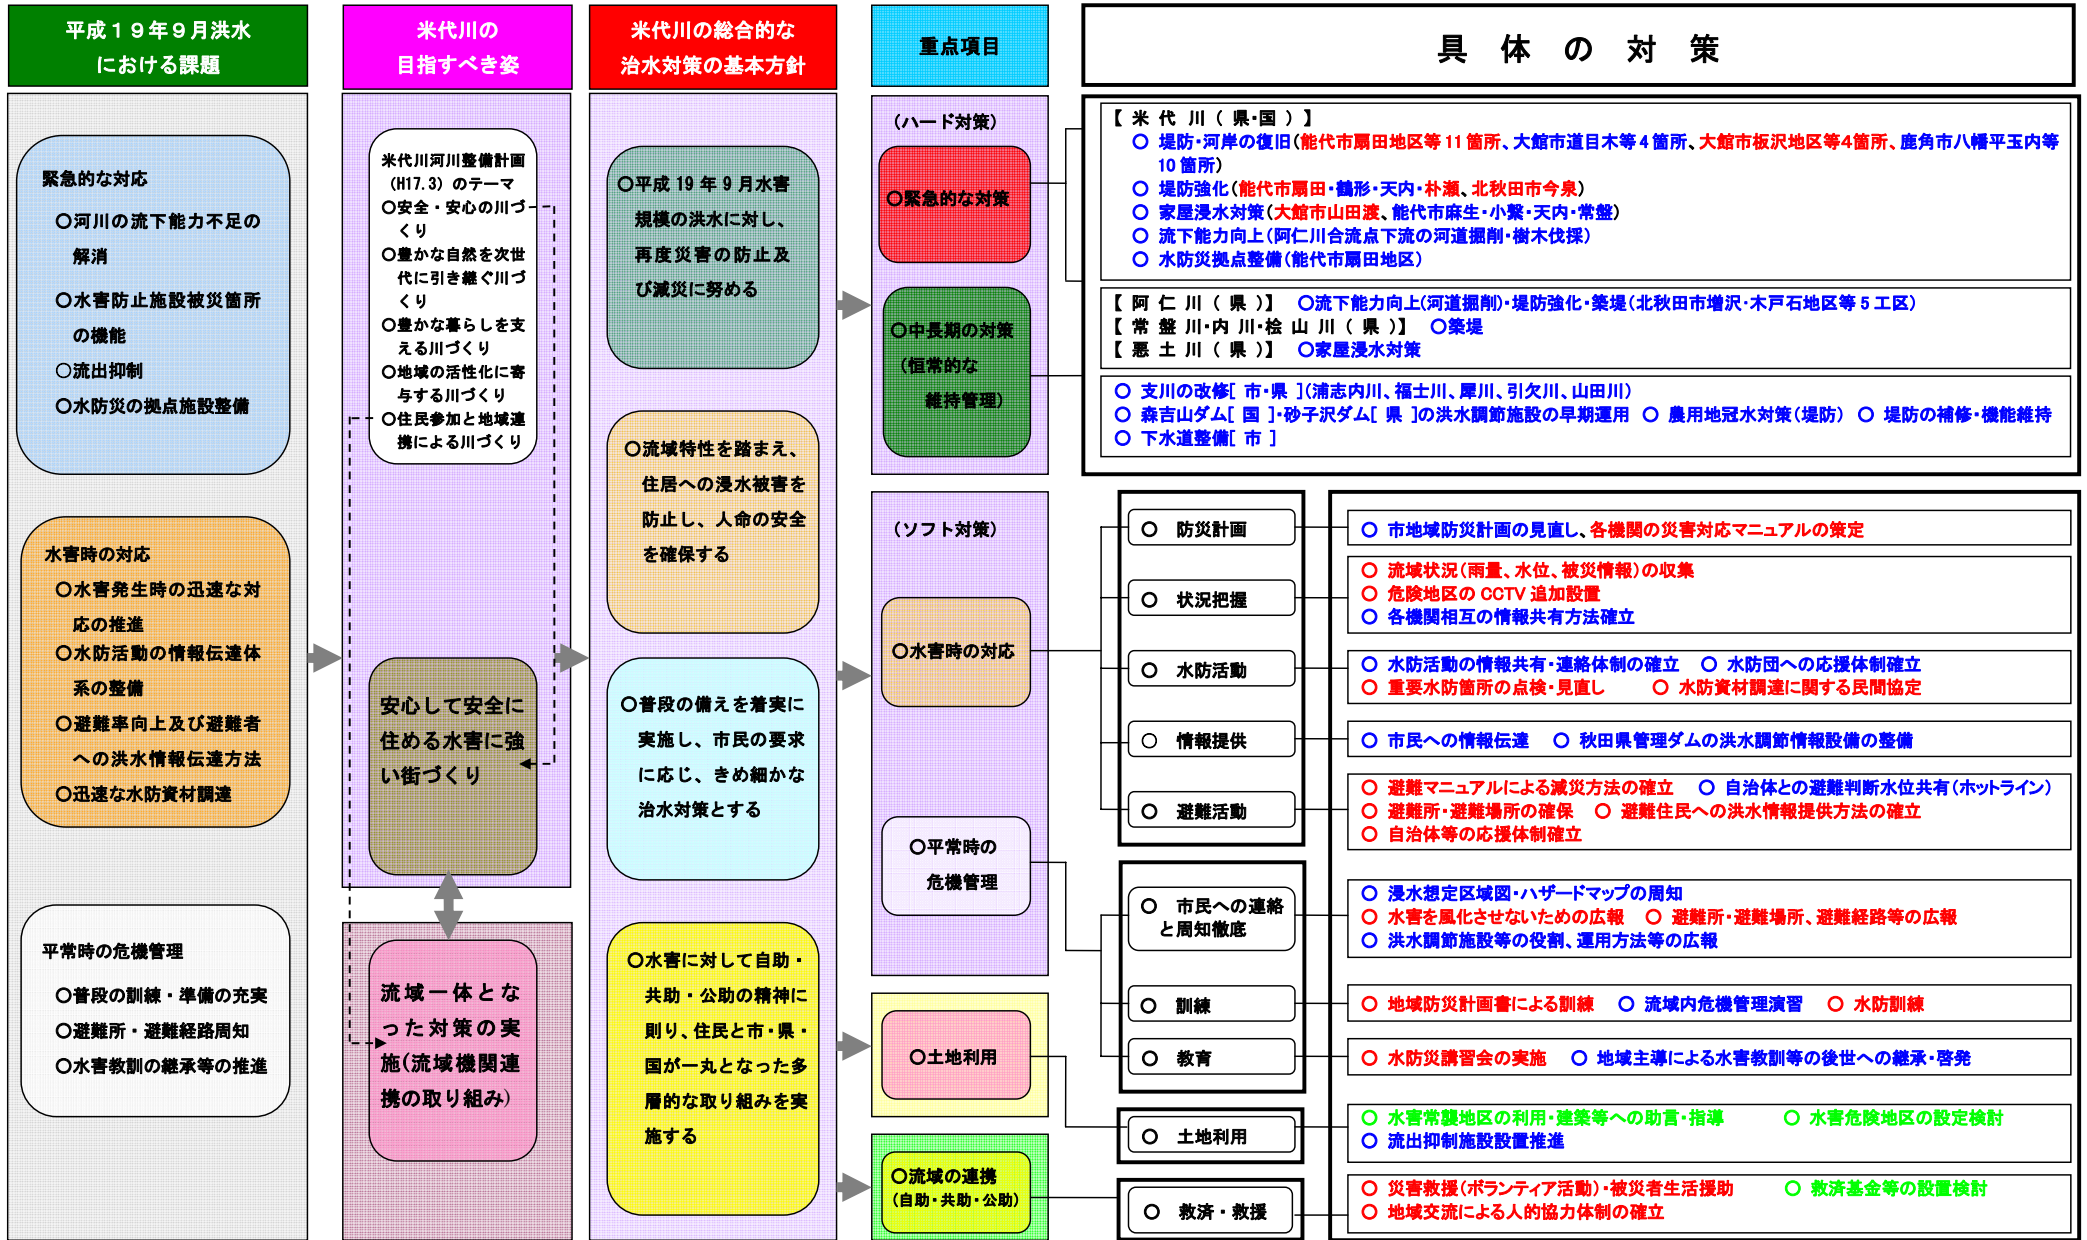 平成１９年９月洪水
における課題
緊急的な対応
○河川の流下能力不足の
解消
○水害防止施設被災箇所
の機能
○流出抑制
○水防災の拠点施設整備
水害時の対応
○水害発生時の迅速な対
応の推進
○水防活動の情報伝達体
系の整備
○避難率向上及び避難者
への洪水情報伝達方法
○迅速な水防資材調達
平常時の危機管理
○普段の訓練・準備の充実
○避難所・避難経路周知
○水害教訓の継承等の推進
米代川の
目指すべき姿
米代川河川整備計画
（H17.3）のテーマ
○安全・安心の川づ
くり
○豊かな自然を次世
代に引き継ぐ川づ
くり
○豊かな暮らしを支
える川づくり
○地域の活性化に寄
与する川づくり
○住民参加と地域連
携による川づくり
安心して安全に
住める水害に強
い街づくり
流域一体とな
った対策の実
施(流域機関連
携の取り組み)
米代川の総合的な
治水対策の基本方針
○平成 19 年 9 月水害
規模の洪水に対し、
再度災害の防止及
び減災に努める
○流域特性を踏まえ、
住居への浸水被害を
防止し、人命の安全
を確保する
○普段の備えを着実に
実施し、市民の要求
に応じ、きめ細かな
治水対策とする
○水害に対して自助・
共助・公助の精神に
則り、住民と市・県・
国が一丸となった多
層的な取り組みを実
施する
重点項目
（ハード対策）
○緊急的な対策
○中長期の対策
（恒常的な
維持管理）
（ソフト対策）
○水害時の対応
○平常時の
危機管理
○土地利用
○流域の連携
（自助・共助・公助）
具 体 の 対 策
【 米 代 川 （ 県・国 ）】
○ 堤防・河岸の復旧（能代市扇田地区等 11 箇所、大館市道目木等 4 箇所、大館市板沢地区等4箇所、鹿角市八幡平玉内等
10 箇所）
○ 堤防強化（能代市扇田・鶴形・天内・朴瀬、北秋田市今泉）
○ 家屋浸水対策（大館市山田渡、能代市麻生・小繋・天内・常盤）
○ 流下能力向上（阿仁川合流点下流の河道掘削・樹木伐採）
○ 水防災拠点整備（能代市扇田地区）
【 阿 仁 川 （ 県 ）】 ○流下能力向上(河道掘削)・堤防強化・築堤（北秋田市増沢・木戸石地区等 5 工区）
【 常 盤 川・内 川・桧 山 川 （ 県 ）】 ○築堤
【 悪 土 川 （ 県 ）】 ○家屋浸水対策
○ 支川の改修[ 市・県 ]（浦志内川、福士川、犀川、引欠川、山田川）
○ 森吉山ダム[ 国 ]・砂子沢ダム[ 県 ]の洪水調節施設の早期運用 ○ 農用地冠水対策（堤防） ○ 堤防の補修・機能維持
○ 下水道整備[ 市 ]
○ 防災計画
○ 市地域防災計画の見直し、各機関の災害対応マニュアルの策定
○ 状況把握
○ 流域状況（雨量、水位、被災情報）の収集
○ 危険地区の CCTV 追加設置
○ 各機関相互の情報共有方法確立
○ 水防活動
○ 水防活動の情報共有・連絡体制の確立 ○ 水防団への応援体制確立
○ 重要水防箇所の点検・見直し ○ 水防資材調達に関する民間協定
○ 情報提供
○ 市民への情報伝達 ○ 秋田県管理ダムの洪水調節情報設備の整備
○ 避難活動
○ 避難マニュアルによる減災方法の確立 ○ 自治体との避難判断水位共有（ホットライン）
○ 避難所・避難場所の確保 ○ 避難住民への洪水情報提供方法の確立
○ 自治体等の応援体制確立
○ 市民への連絡
と周知徹底
○ 浸水想定区域図・ハザードマップの周知
○ 水害を風化させないための広報 ○ 避難所・避難場所、避難経路等の広報
○ 洪水調節施設等の役割、運用方法等の広報
○ 訓練
○ 地域防災計画書による訓練 ○ 流域内危機管理演習 ○ 水防訓練
○ 教育
○ 水防災講習会の実施 ○ 地域主導による水害教訓等の後世への継承・啓発
○ 土地利用
○ 水害常襲地区の利用・建築等への助言・指導 ○ 水害危険地区の設定検討
○ 流出抑制施設設置推進
○ 救済・救援
○ 災害救援（ボランティア活動）・被災者生活援助 ○ 救済基金等の設置検討
○ 地域交流による人的協力体制の確立